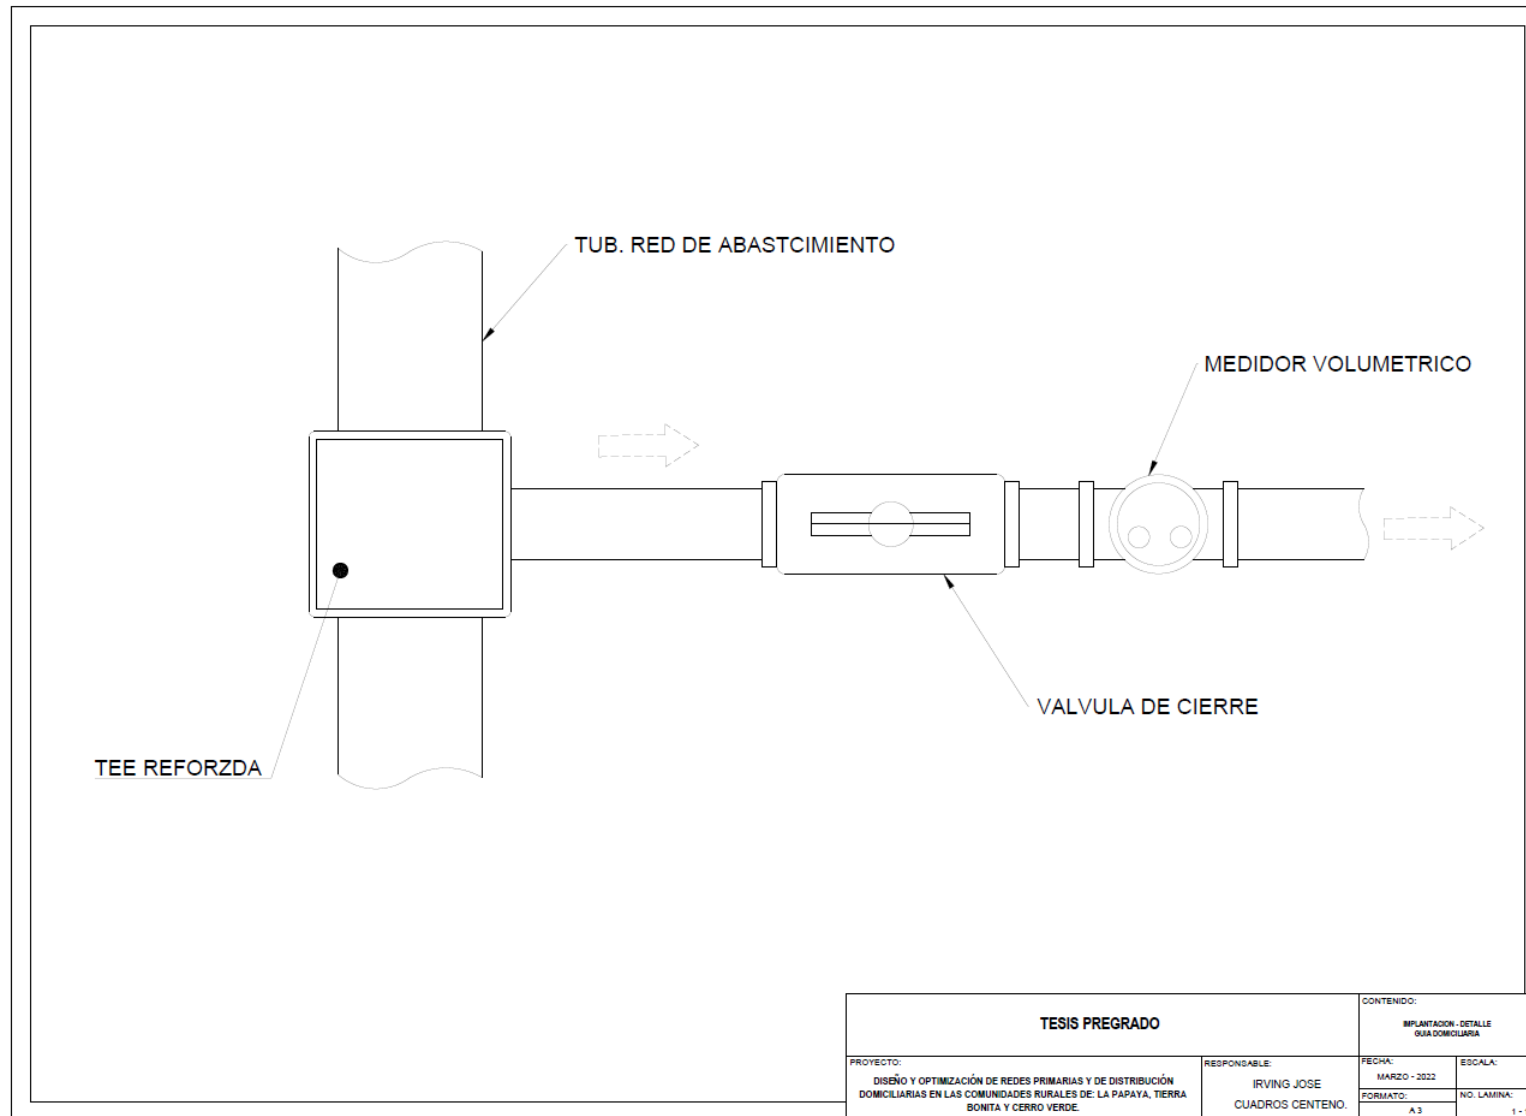 TUB. RED DE ABASTCIMIENTO
MEDIDOR VOLUMETRICO
VALVULA DE CIERRE
TEE REFORZDA
TESIS PREGRADO
CONTENIDO:
IMPLANTACION - DETALLE
GUIA DOMICILIARIA
PROYECTO:
DISEÑO Y OPTIMIZACIÓN DE REDES PRIMARIAS Y DE DISTRIBUCIÓN
DOMICILIARIAS EN LAS COMUNIDADES RURALES DE: LA PAPAYA, TIERRA
BONITA Y CERRO VERDE.
RESPONSABLE:
IRVING JOSE
CUADROS CENTENO.
FECHA:
MARZO - 2022
ESCALA:
FORMATO:
A 3
NO. LAMINA:
1 -